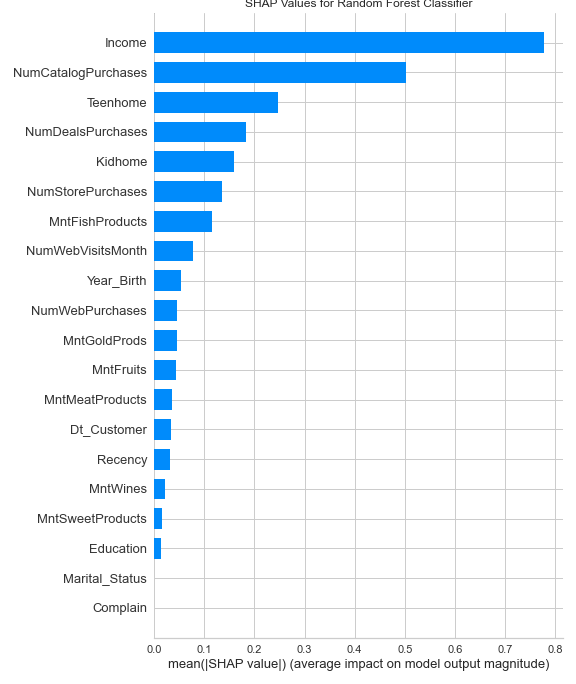 SHAP Values for Random Forest Classifier
Income
NumCatalogPurchases
Teenhome
NumDealsPurchases
Kidhome
NumStorePurchases
MntFishProducts
NumWebVisitsMonth
Year_Birth
NumWebPurchases
MntGoldProds
MntFruits
MntMeatProducts
Dt_Customer
Recency
MntWines
MntSweetProducts
Education
Marital_Status
Complain
0.0 0.1 0.2 0.3 0.4 0.5 0.6 0.7 0.8
mean(|SHAP value|) (average impact on model output magnitude)